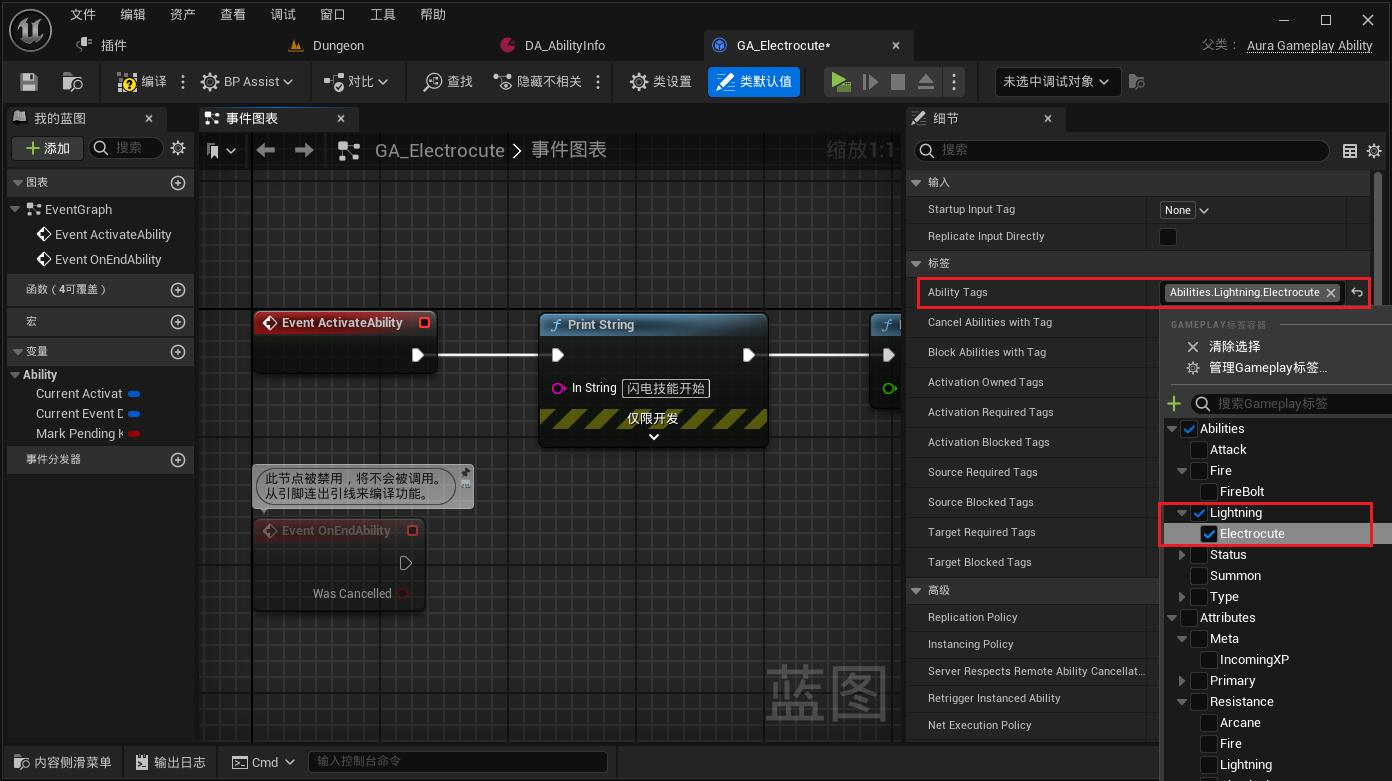 文件 编辑 资产 查看 调试 窗口 工具 帮助
插件 Dungeon DA_AbilityInfo GA_Electrocute* 父类： Aura Gameplay Ability
编译 BP Assist 对比 查找 隐藏不相关 类设置 类默认值 未选中调试对象
我的蓝图
添加 搜索
图表
EventGraph
Event ActivateAbility
Event OnEndAbility
函数（4可覆盖）
宏
变量
Ability
Current Activat
Current Event D
Mark Pending K
事件分发器
事件图表
GA_Electrocute 事件图表 缩放1:1
Event ActivateAbility
Print String
In String 闪电技能开始
仅限开发
此节点被禁用，将不会被调用。
从引脚连出引线来编译功能。
Event OnEndAbility
Was Cancelled
蓝图
细节
搜索
输入
Startup Input Tag None
Replicate Input Directly
标签
Ability Tags Abilities.Lightning.Electrocute
Cancel Abilities with Tag
Block Abilities with Tag
Activation Owned Tags
Activation Required Tags
Activation Blocked Tags
Source Required Tags
Source Blocked Tags
Target Required Tags
Target Blocked Tags
高级
Replication Policy
Instancing Policy
Server Respects Remote Ability Cancellat...
Retrigger Instanced Ability
Net Execution Policy
GAMEPLAY标签容器
清除选择
管理Gameplay标签...
搜索Gameplay标签
Abilities
Attack
Fire
FireBolt
Lightning
Electrocute
Status
Summon
Type
Attributes
Meta
IncomingXP
Primary
Resistance
Arcane
Fire
Lightning
内容侧滑菜单 输出日志 Cmd 输入控制台命令